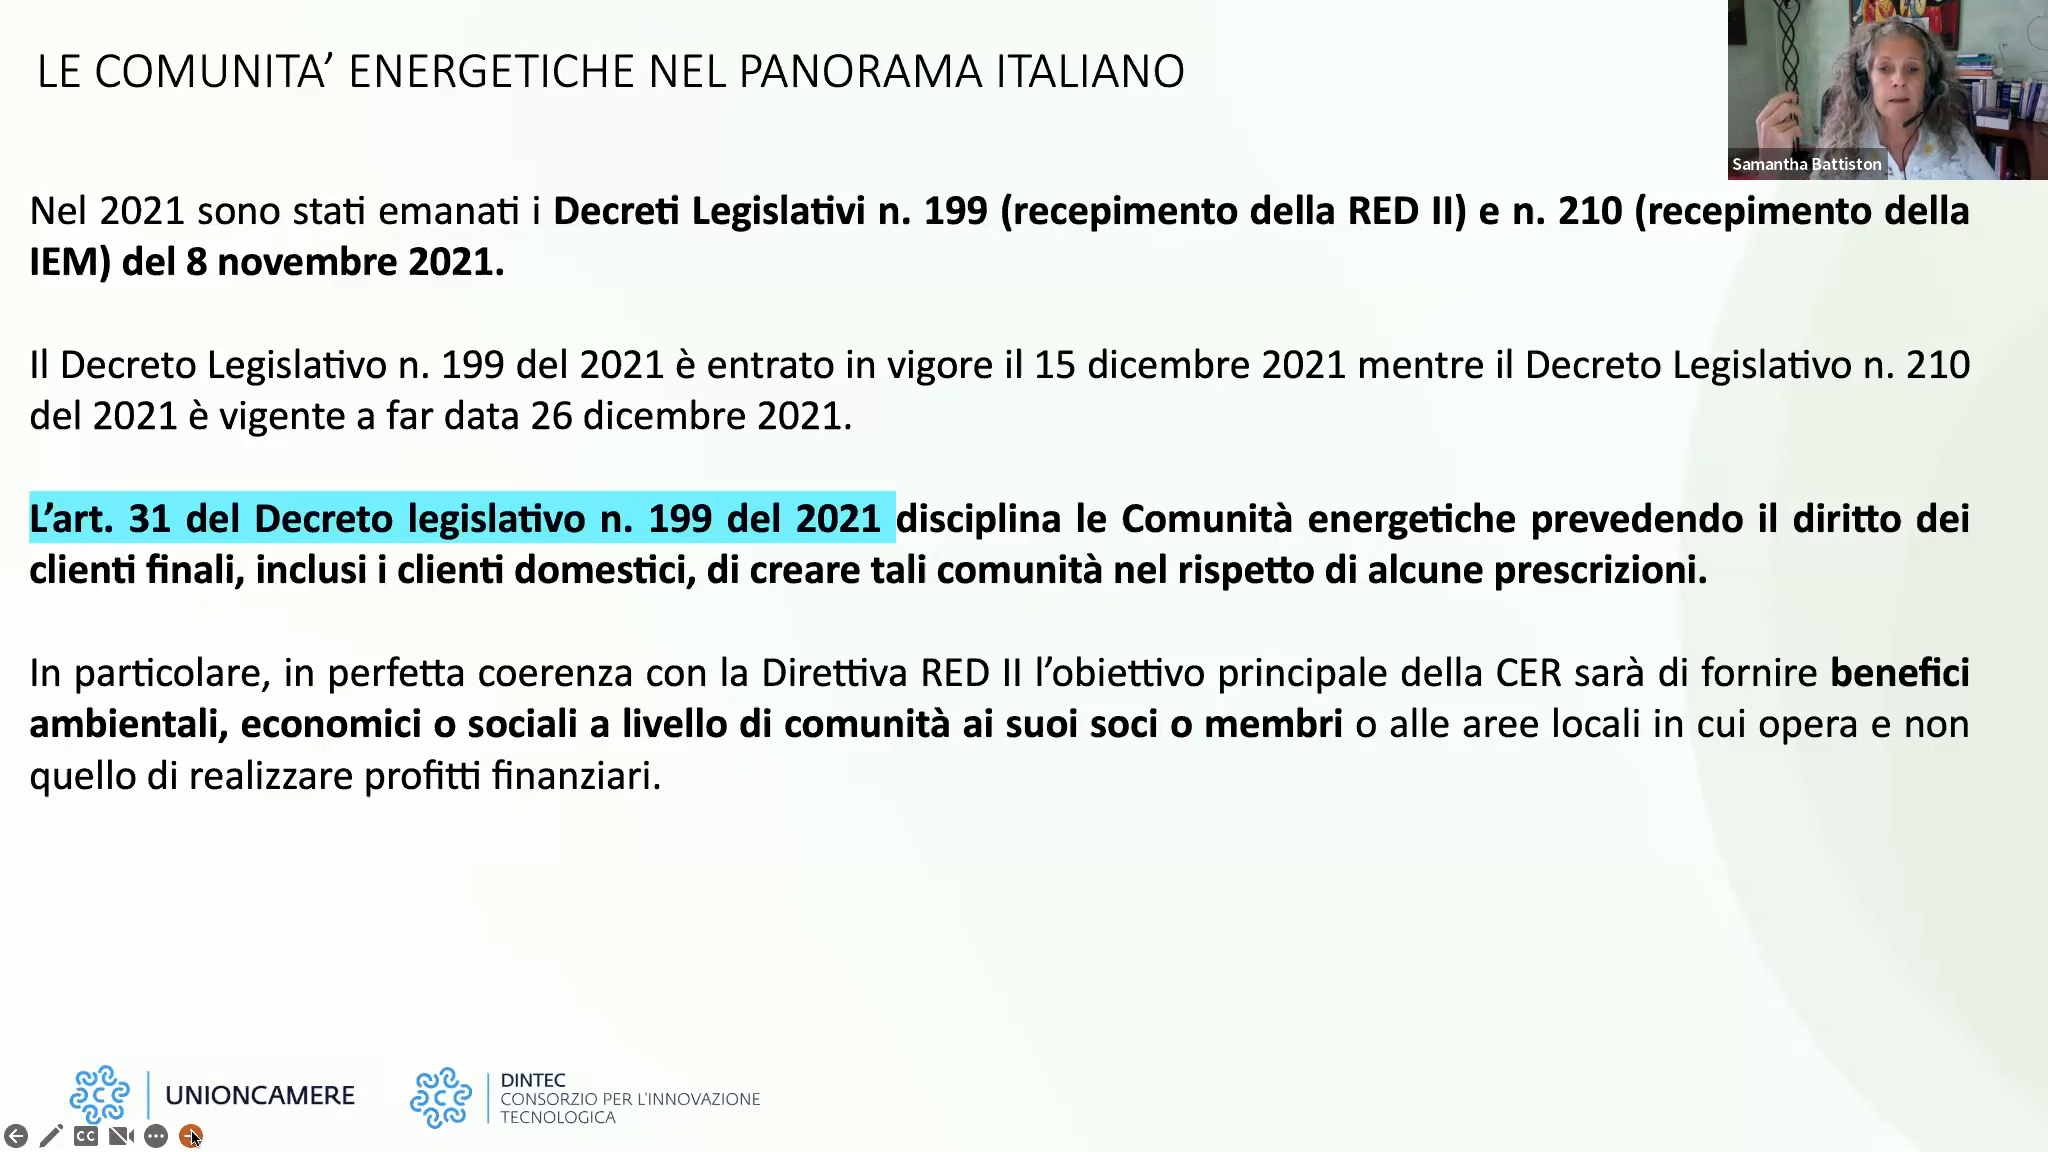 LE COMUNITA’ ENERGETICHE NEL PANORAMA ITALIANO
Samantha Battiston
Nel 2021 sono stati emanati i Decreti Legislativi n. 199 (recepimento della RED II) e n. 210 (recepimento della
IEM) del 8 novembre 2021.
Il Decreto Legislativo n. 199 del 2021 è entrato in vigore il 15 dicembre 2021 mentre il Decreto Legislativo n. 210
del 2021 è vigente a far data 26 dicembre 2021.
L’art. 31 del Decreto legislativo n. 199 del 2021 disciplina le Comunità energetiche prevedendo il diritto dei
clienti finali, inclusi i clienti domestici, di creare tali comunità nel rispetto di alcune prescrizioni.
In particolare, in perfetta coerenza con la Direttiva RED II l’obiettivo principale della CER sarà di fornire benefici
ambientali, economici o sociali a livello di comunità ai suoi soci o membri o alle aree locali in cui opera e non
quello di realizzare profitti finanziari.
UNIONCAMERE
DINTEC
CONSORZIO PER L'INNOVAZIONE
TECNOLOGICA
CC